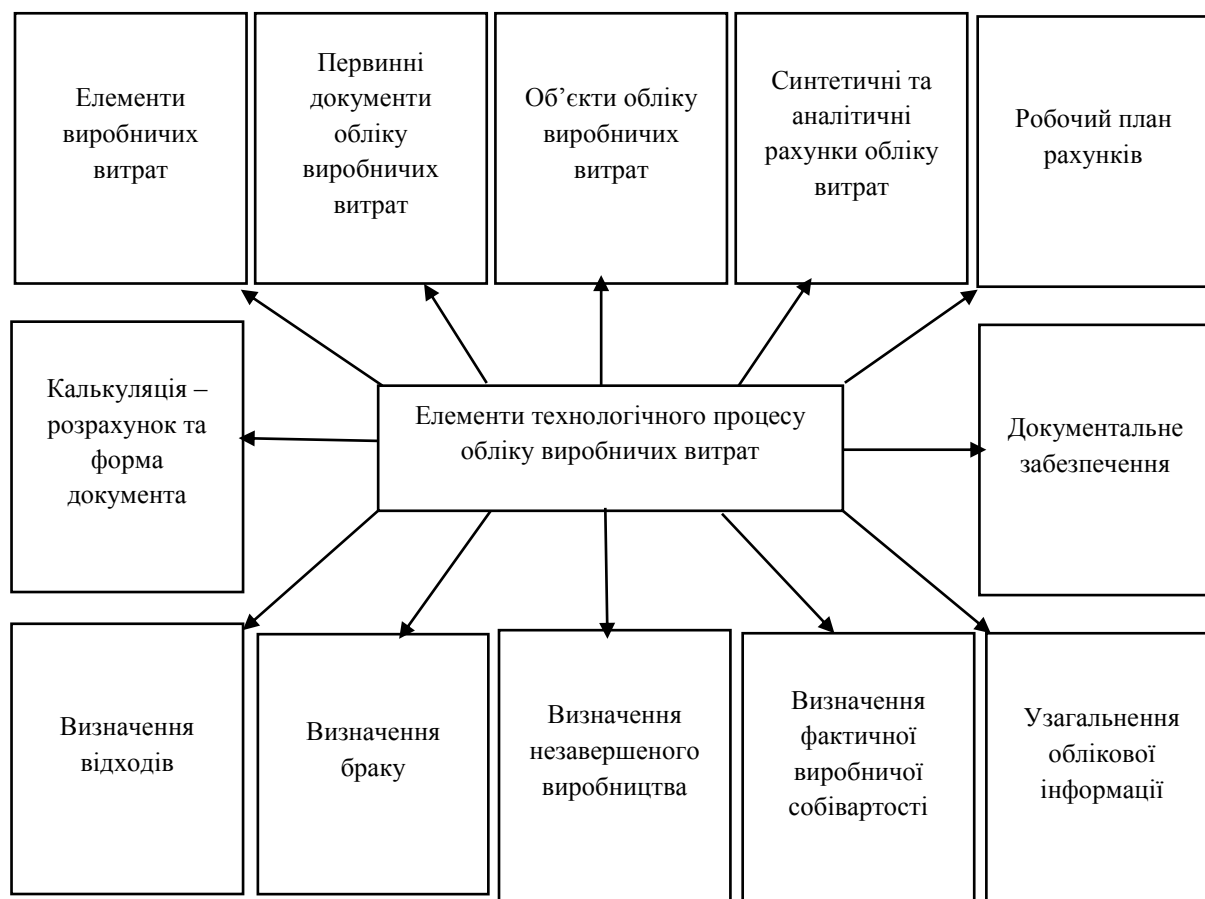 Елементи
виробничих
витрат
Первинні
документи
обліку
виробничих
витрат
Об’єкти обліку
виробничих
витрат
Синтетичні та
аналітичні
рахунки обліку
витрат
Робочий план
рахунків
Калькуляція –
розрахунок та
форма
документа
Елементи технологічного процесу
обліку виробничих витрат
Документальне
забезпечення
Визначення
відходів
Визначення
браку
Визначення
незавершеного
виробництва
Визначення
фактичної
виробничої
собівартості
Узагальнення
облікової
інформації